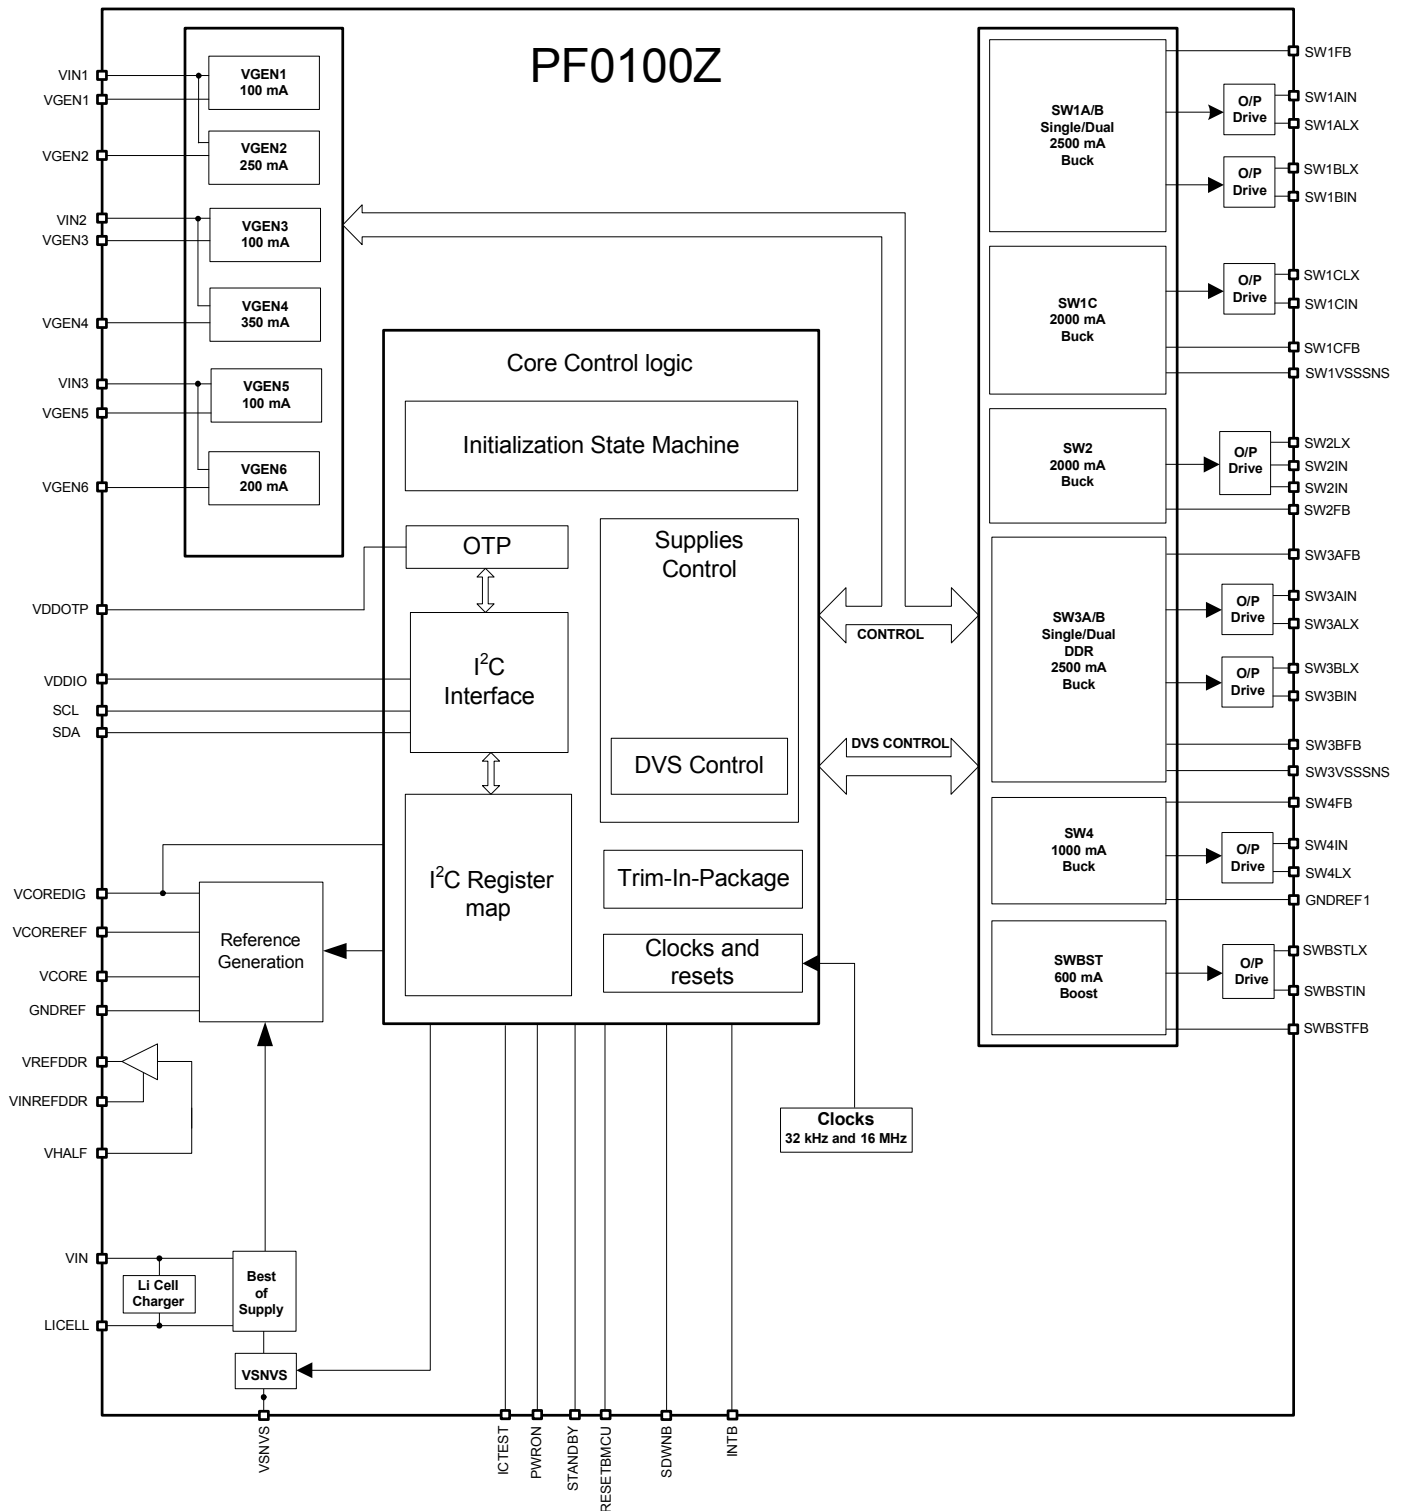 PF0100Z
VIN1
VGEN1
VGEN2
VIN2
VGEN3
VGEN4
VIN3
VGEN5
VGEN6
VDDOTP
VDDIO
SCL
SDA
VCOREDIG
VCOREREF
VCORE
GNDREF
VREFDDR
VINREFDDR
VHALF
VIN
LICELL
VGEN1
100 mA
VGEN2
250 mA
VGEN3
100 mA
VGEN4
350 mA
VGEN5
100 mA
VGEN6
200 mA
Core Control logic
Initialization State Machine
OTP
I²C
Interface
I²C Register
map
Supplies
Control
DVS Control
Trim-In-Package
Clocks and
resets
Reference
Generation
Li Cell
Charger
Best
of
Supply
VSNVS
Clocks
32 kHz and 16 MHz
CONTROL
DVS CONTROL
SW1A/B
Single/Dual
2500 mA
Buck
O/P
Drive
O/P
Drive
SW1C
2000 mA
Buck
O/P
Drive
SW2
2000 mA
Buck
O/P
Drive
SW3A/B
Single/Dual
DDR
2500 mA
Buck
O/P
Drive
O/P
Drive
SW4
1000 mA
Buck
O/P
Drive
SWBST
600 mA
Boost
O/P
Drive
SW1FB
SW1AIN
SW1ALX
SW1BLX
SW1BIN
SW1CLX
SW1CIN
SW1CFB
SW1VSSSNS
SW2LX
SW2IN
SW2IN
SW2FB
SW3AFB
SW3AIN
SW3ALX
SW3BLX
SW3BIN
SW3BFB
SW3VSSSNS
SW4FB
SW4IN
SW4LX
GNDREF1
SWBSTLX
SWBSTIN
SWBSTFB
VSNVS
ICTEST
PWRON
STANDBY
RESETBMCU
SDWNB
INTB